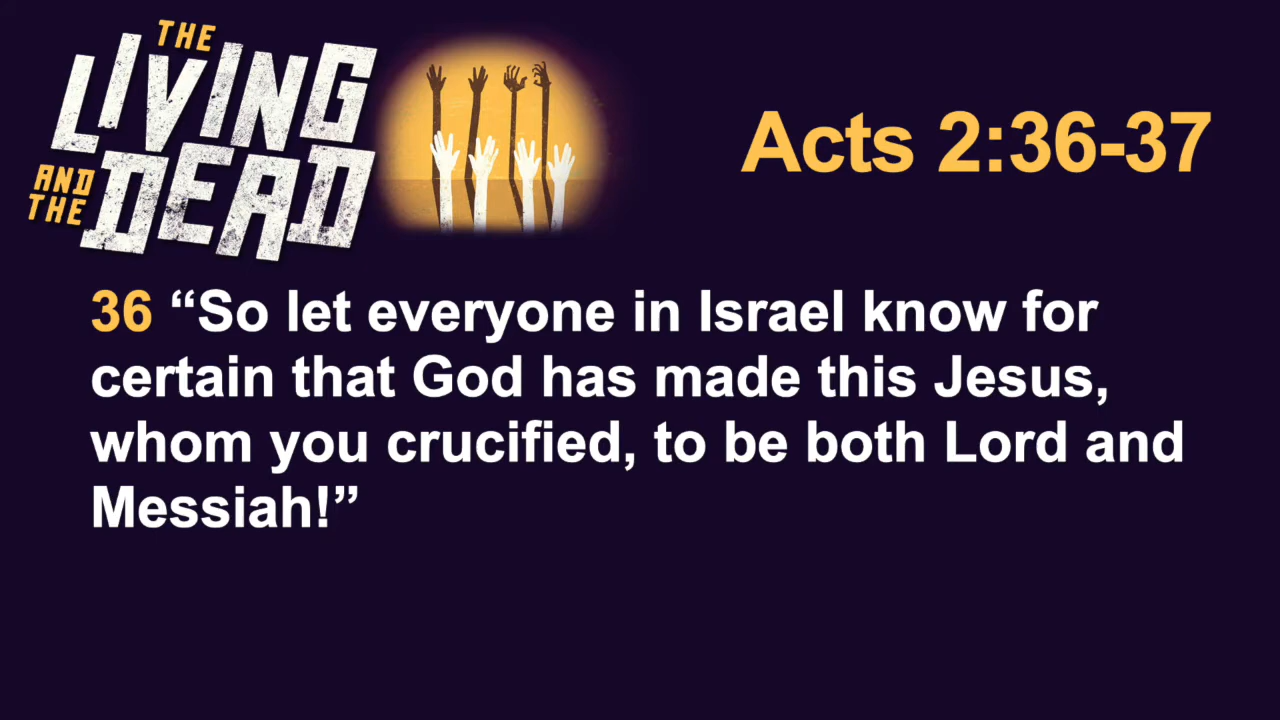 THE
LIVING
AND THE
DEAD
Acts 2:36-37
36 “So let everyone in Israel know for
certain that God has made this Jesus,
whom you crucified, to be both Lord and
Messiah!”